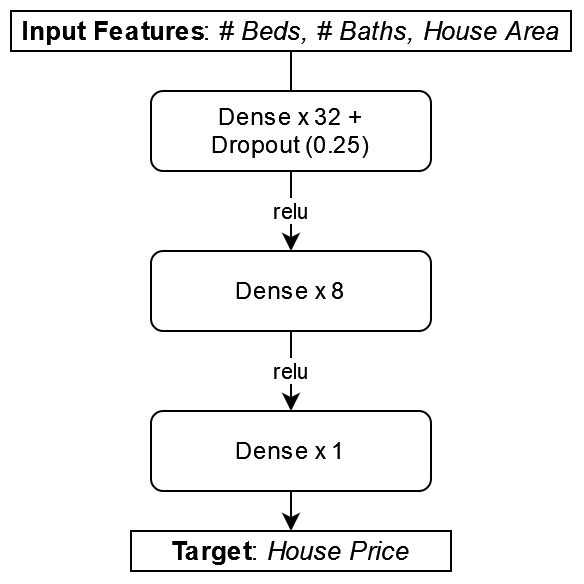 Input Features: # Beds, # Baths, House Area
Dense x 32 +
Dropout (0.25)
relu
Dense x 8
relu
Dense x 1
Target: House Price